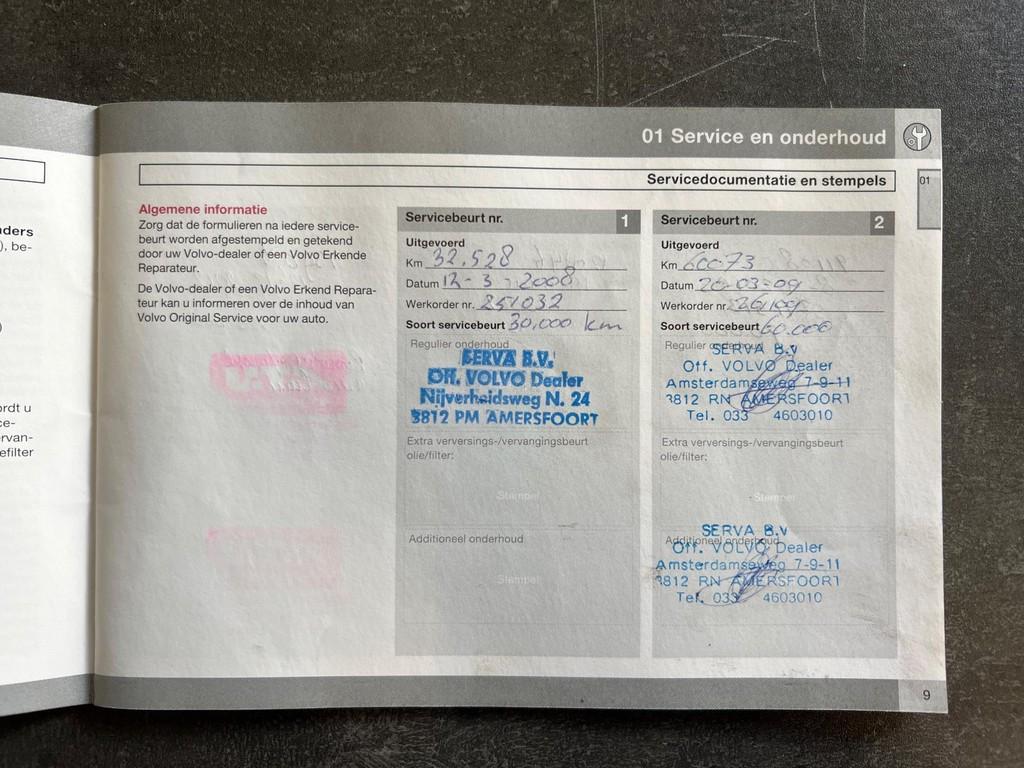 01 Service en onderhoud
Servicedocumentatie en stempels
01
Algemene informatie
Zorg dat de formulieren na iedere service-
beurt worden afgestempeld en getekend
door uw Volvo-dealer of een Volvo Erkende
Reparateur.
De Volvo-dealer of een Volvo Erkend Repara-
teur kan u informeren over de inhoud van
Volvo Original Service voor uw auto.
Servicebeurt nr. 1
Uitgevoerd
Km 32.528
Datum 12-3-2008
Werkorder nr. 251032
Soort servicebeurt 30,000 km
Regulier onderhoud
SERVA B.V.
Off. VOLVO Dealer
Nijverheidsweg N. 24
3812 PM AMERSFOORT
Extra verversings-/vervangingsbeurt
olie/filter:
Stempel
Additioneel onderhoud
Stempel
Servicebeurt nr. 2
Uitgevoerd
Km 60073
Datum 20-03-09
Werkorder nr.
Soort servicebeurt 60.000
Regulier onderhoud
SERVA B.V
Off. VOLVO Dealer
Amsterdamseweg 7-9-11
3812 RN AMERSFOORT
Tel. 033 4603010
Extra verversings-/vervangingsbeurt
olie/filter:
Stempel
Additioneel onderhoud
SERVA B.V
Off. VOLVO Dealer
Amsterdamseweg 7-9-11
3812 RN AMERSFOORT
Tel. 033 4603010
9
nders
), be-
)
ordt u
ce-
ervan-
efilter